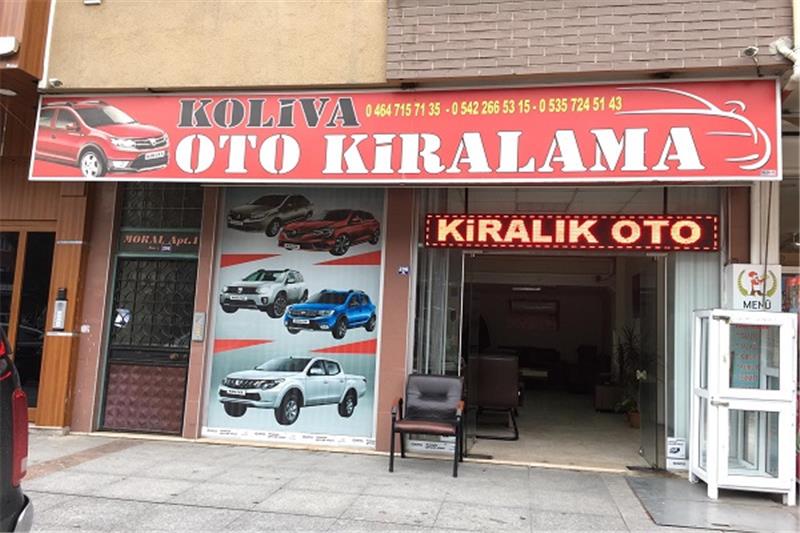 KOLiVA 0 464 715 71 35 - 0 542 266 53 15 - 0 535 724 51 43
OTO KiRALAMA
KiRALIK OTO
MORAL Apt.
MENÜ